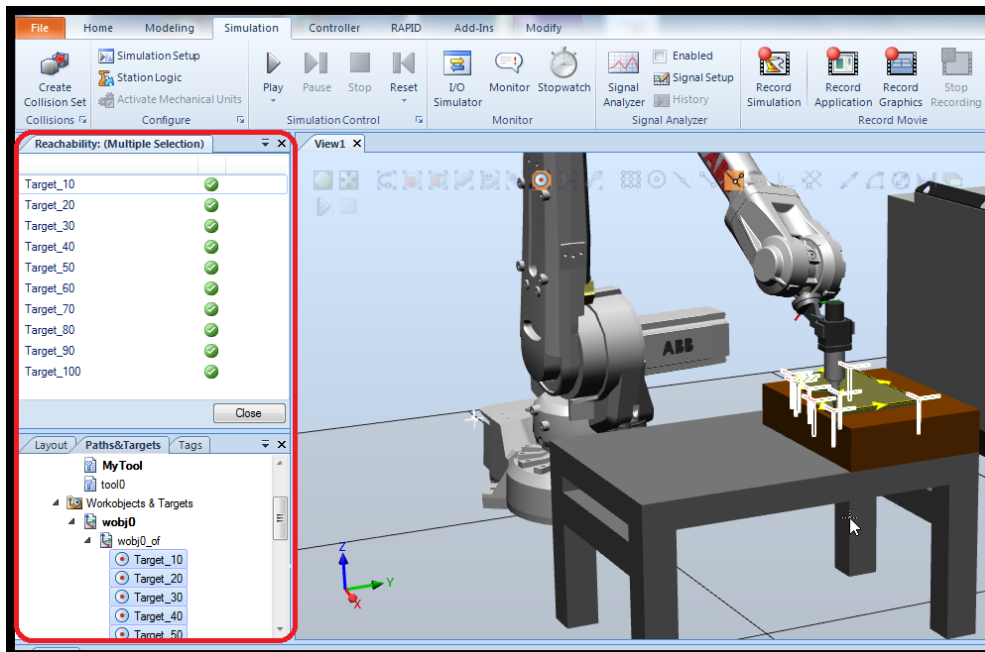 File Home Modeling Simulation Controller RAPID Add-Ins Modify
Create Collision Set
Simulation Setup
Station Logic
Activate Mechanical Units
Play Pause Stop Reset
I/O Simulator
Monitor Stopwatch
Signal Analyzer
Enabled
Signal Setup
History
Record Simulation
Record Application
Record Graphics
Stop Recording
Collisions Configure Simulation Control Monitor Signal Analyzer Record Movie
Reachability: (Multiple Selection)
View1
Target_10
Target_20
Target_30
Target_40
Target_50
Target_60
Target_70
Target_80
Target_90
Target_100
Close
ABB
Layout Paths&Targets Tags
MyTool
tool0
Workobjects & Targets
wobj0
wobj0_of
Target_10
Target_20
Target_30
Target_40
Target_50
Z
Y
X